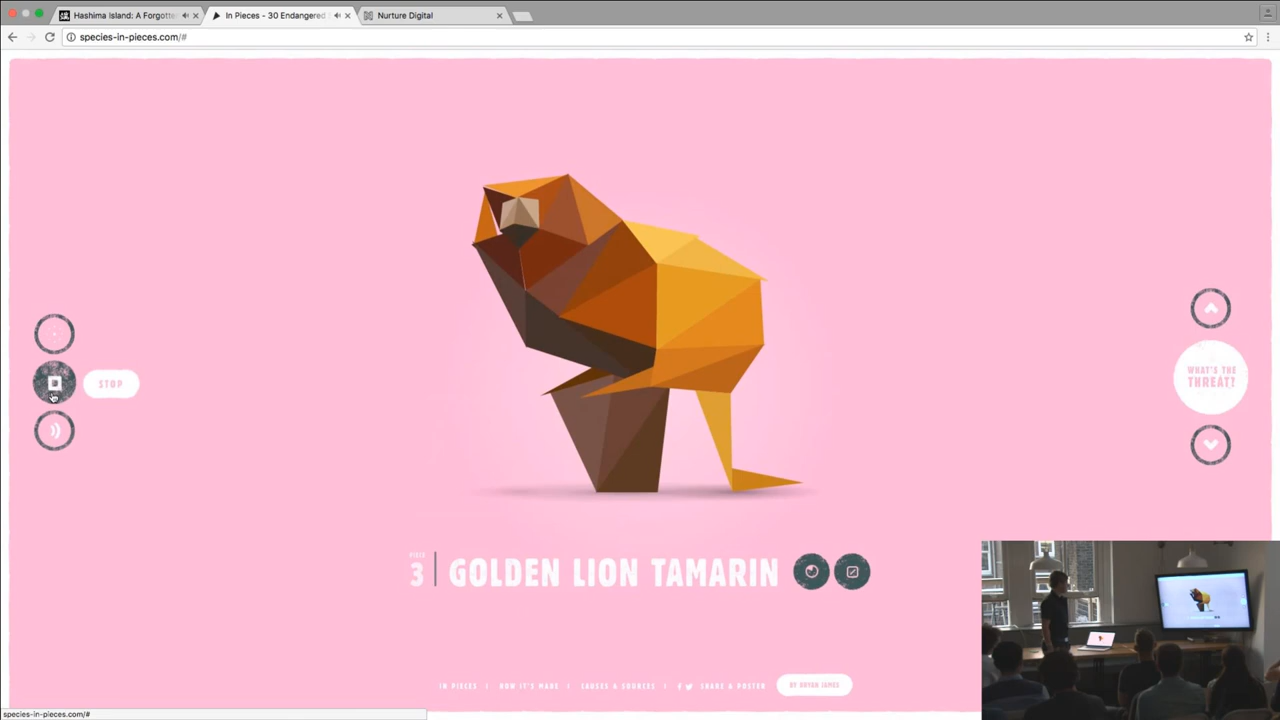 Hashima Island: A Forgotte
In Pieces - 30 Endangered
Nurture Digital
species-in-pieces.com/#
STOP
WHAT'S THE
THREAT?
PIECE
3
GOLDEN LION TAMARIN
IN PIECES
HOW IT'S MADE
CAUSES & SOURCES
SHARE & POSTER
BY BRYAN JAMES
species-in-pieces.com/#